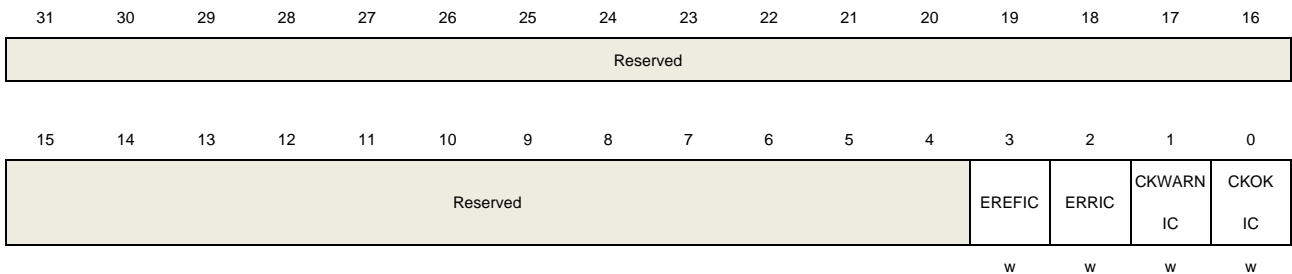 31 30 29 28 27 26 25 24 23 22 21 20 19 18 17 16
Reserved
15 14 13 12 11 10 9 8 7 6 5 4 3 2 1 0
Reserved EREFIC ERRIC CKWARN IC CKOK IC
w w w w